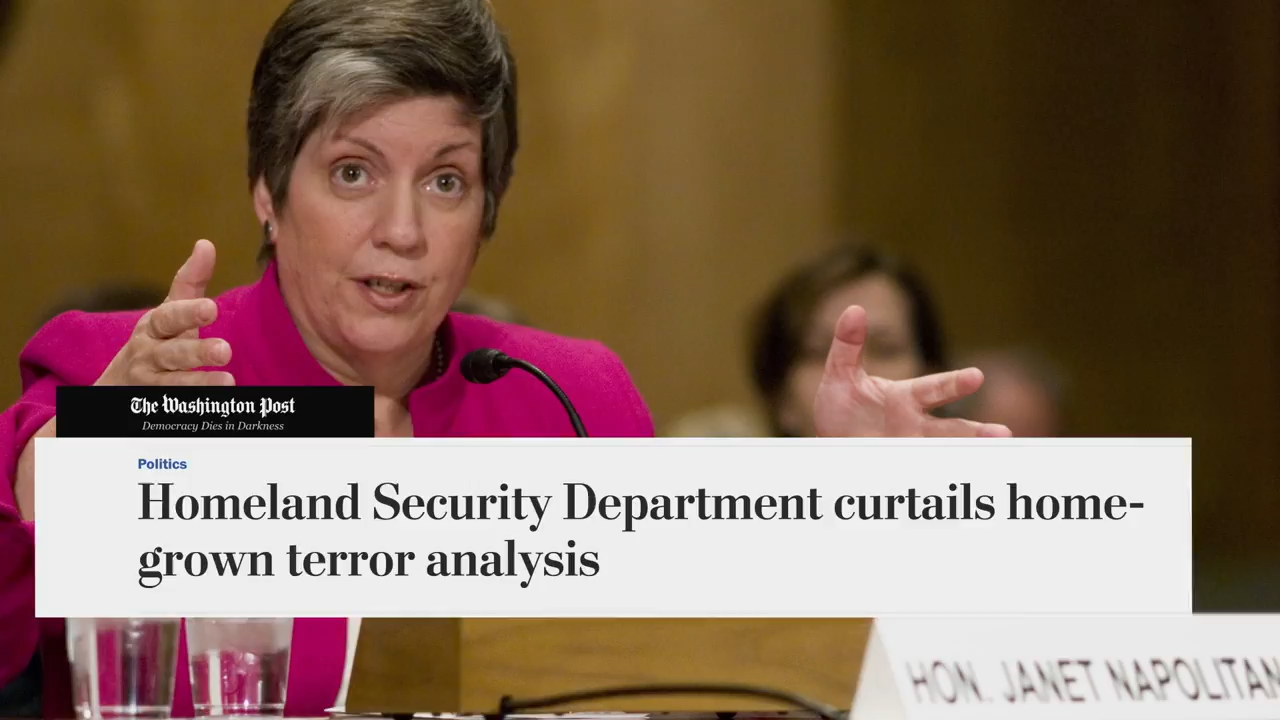 The Washington Post
Democracy Dies in Darkness
Politics
Homeland Security Department curtails home-
grown terror analysis
HON. JANET NAPOLITAN